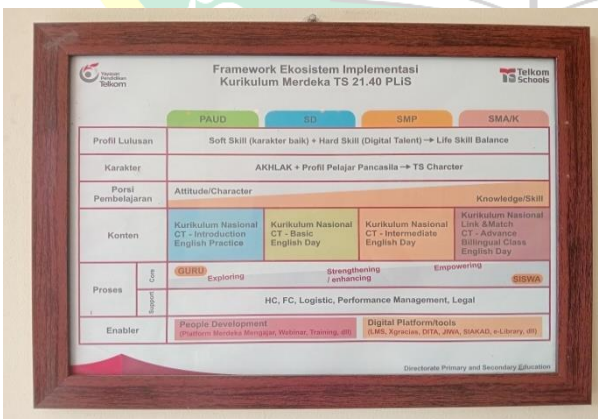 Yayasan
Pendidikan
Telkom
Framework Ekosistem Implementasi
Kurikulum Merdeka TS 21.40 PLiS
Telkom
Schools
PAUD SD SMP SMA/K
Profil Lulusan
Soft Skill (karakter baik) + Hard Skill (Digital Talent) → Life Skill Balance
Karakter
AKHLAK + Profil Pelajar Pancasila → TS Charcter
Porsi
Pembelajaran
Attitude/Character
Knowledge/Skill
Konten
Kurikulum Nasional
CT - Introduction
English Practice
Kurikulum Nasional
CT - Basic
English Day
Kurikulum Nasional
CT - Intermediate
English Day
Kurikulum Nasional
Link &Match
CT - Advance
Billingual Class
English Day
Proses
Core
GURU
Exploring
Strengthening
/ enhancing
Empowering
SISWA
Support
HC, FC, Logistic, Performance Management, Legal
Enabler
People Development
(Platform Merdeka Mengajar, Webinar, Training, dll)
Digital Platform/tools
(LMS, Xgracias, DITA, JIWA, SIAKAD, e-Library, dll)
Directorate Primary and Secondary Education